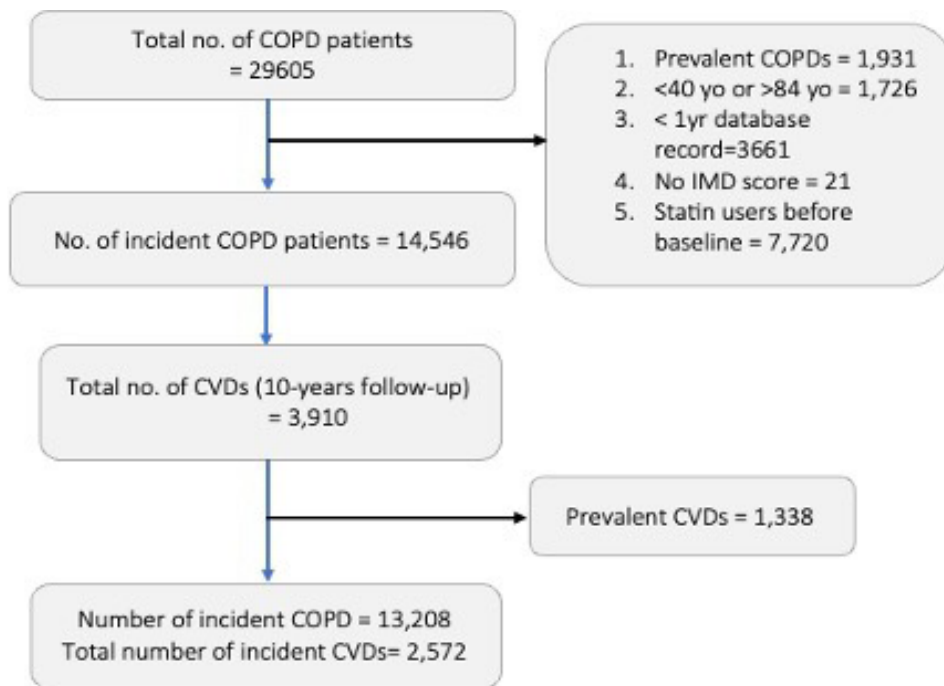 Total no. of COPD patients
= 29605
1. Prevalent COPDs = 1,931
2. <40 yo or >84 yo = 1,726
3. < 1yr database
record=3661
4. No IMD score = 21
5. Statin users before
baseline = 7,720
No. of incident COPD patients = 14,546
Total no. of CVDs (10-years follow-up)
= 3,910
Prevalent CVDs = 1,338
Number of incident COPD = 13,208
Total number of incident CVDs= 2,572